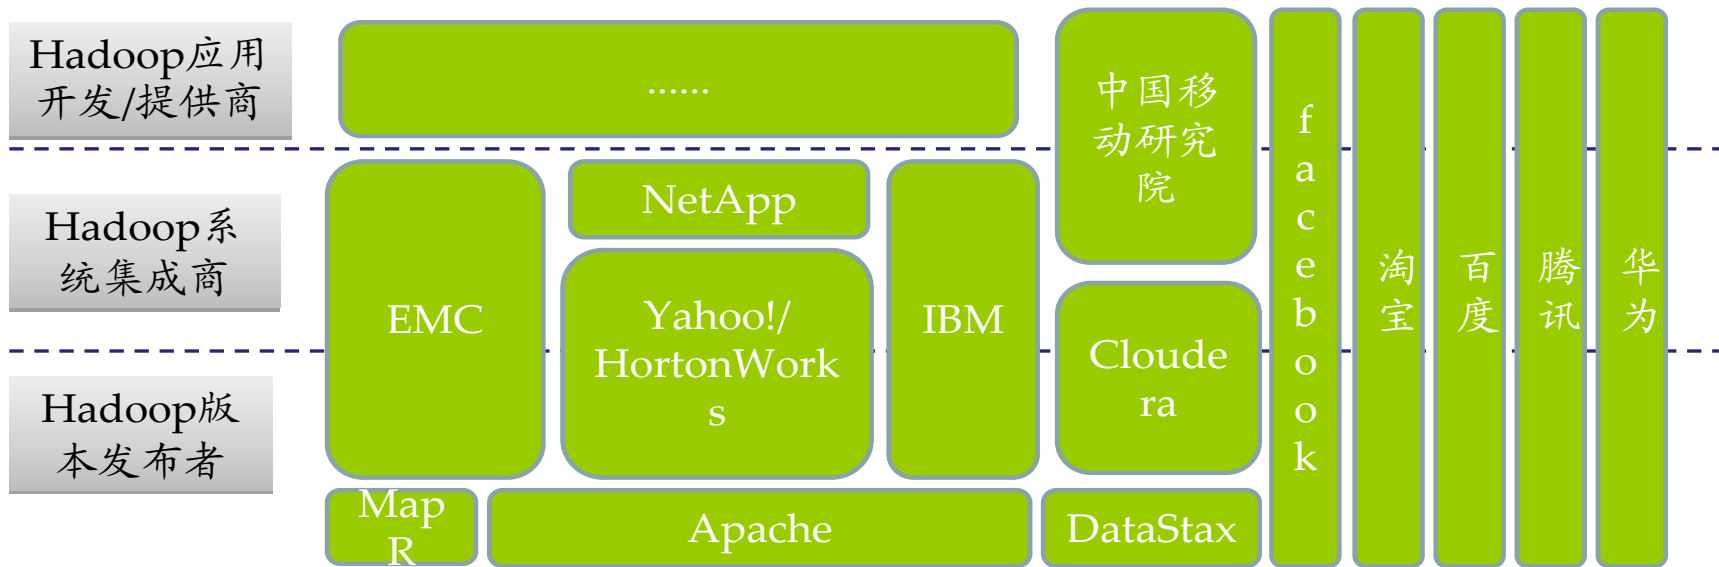 Hadoop应用
开发/提供商
......
中国移
动研究
院
Hadoop系
统集成商
EMC
NetApp
Yahoo!/
HortonWork
s
IBM
Cloude
ra
Hadoop版
本发布者
Map
R
Apache
DataStax
f
a
c
e
b
o
o
k
淘
宝
百
度
腾
讯
华
为